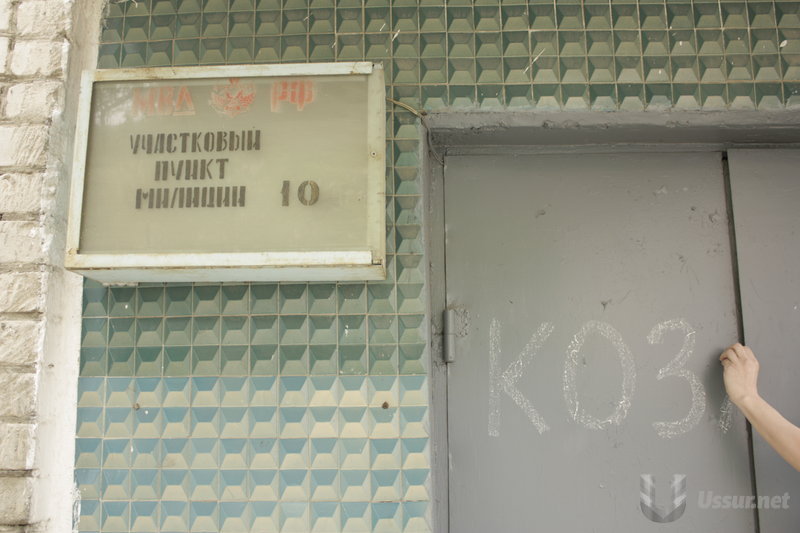 МВД РФ
УЧАСТКОВЫЙ
ПУНКТ
МИЛИЦИИ 10
КОЗ
Ussur.net